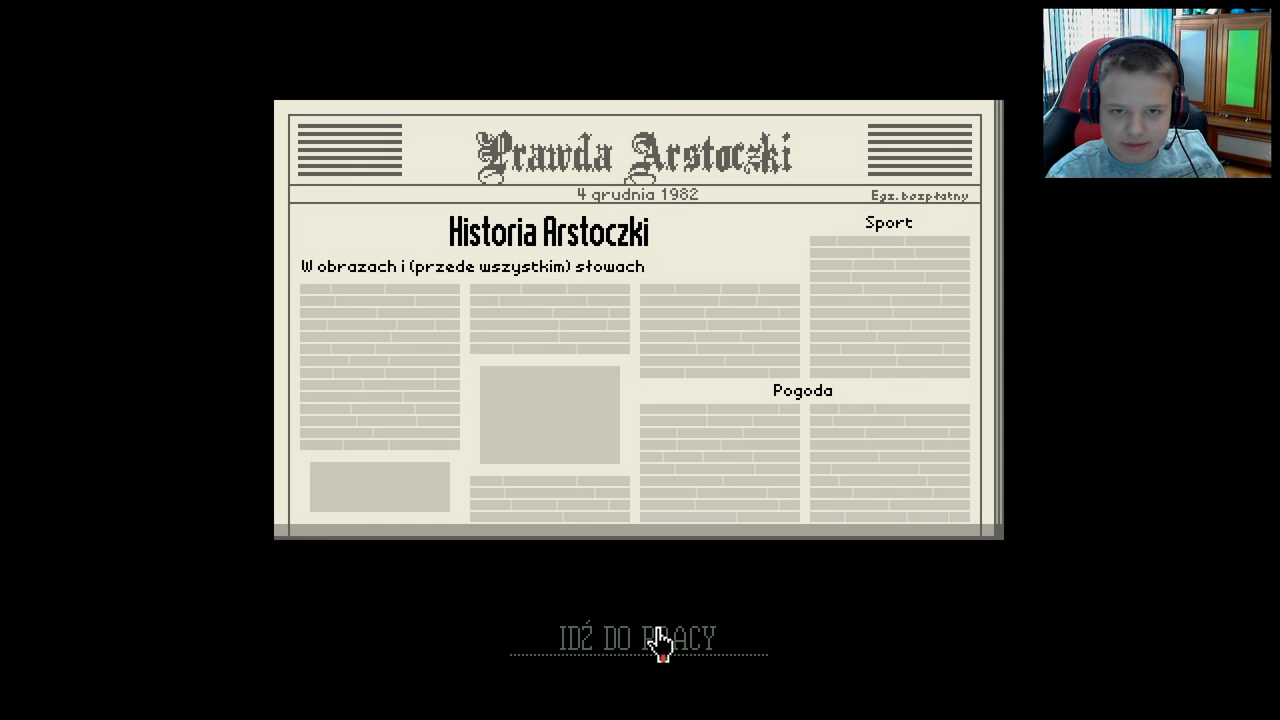 Prawda Arstoczki
4 grudnia 1982
Egz. bezpłatny
Historia Arstoczki
W obrazach i (przede wszystkim) słowach
Sport
Pogoda
IDŹ DO PRACY